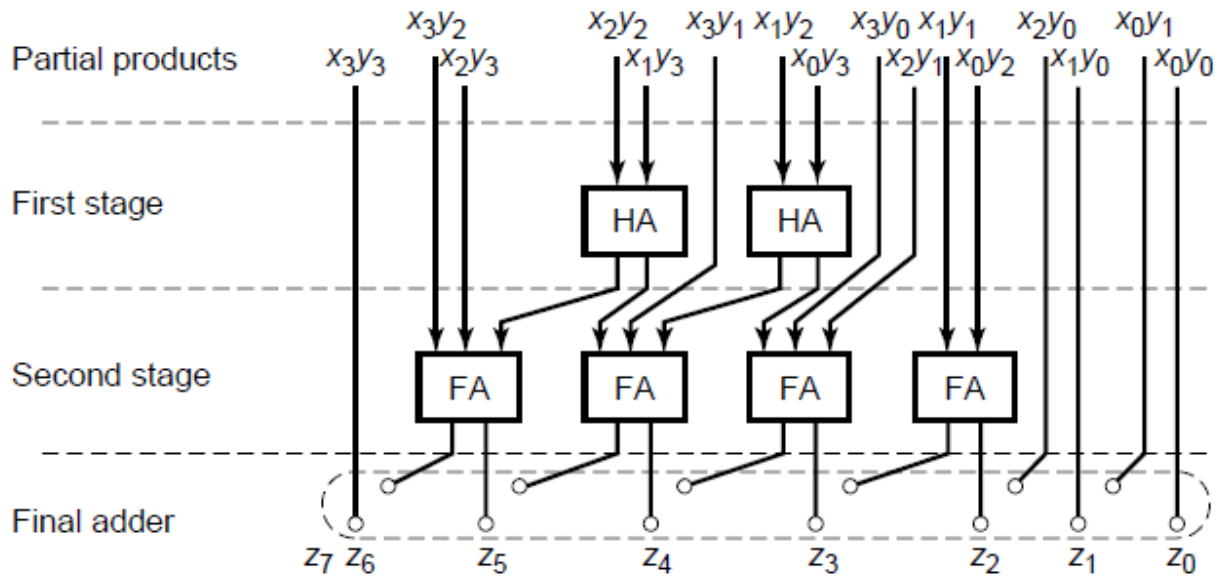 x3y2 x2y2 x3y1 x1y2 x3y0 x1y1 x2y0 x0y1
Partial products x3y3 x2y3 x1y3 x0y3 x2y1 x0y2 x1y0 x0y0
First stage HA HA
Second stage FA FA FA FA
Final adder
z7 z6 z5 z4 z3 z2 z1 z0